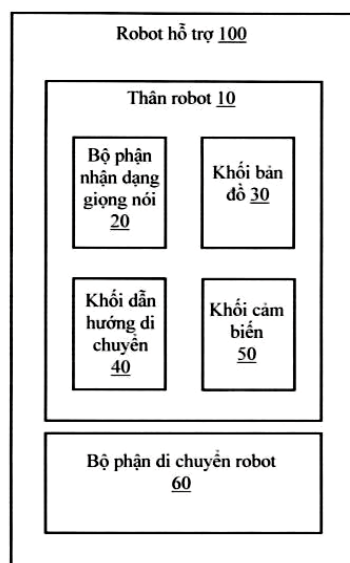 Robot hỗ trợ 100
Thân robot 10
Bộ phận
nhận dạng
giọng nói
20
Khối bản
đồ 30
Khối dẫn
hướng di
chuyển
40
Khối cảm
biến
50
Bộ phận di chuyển robot
60